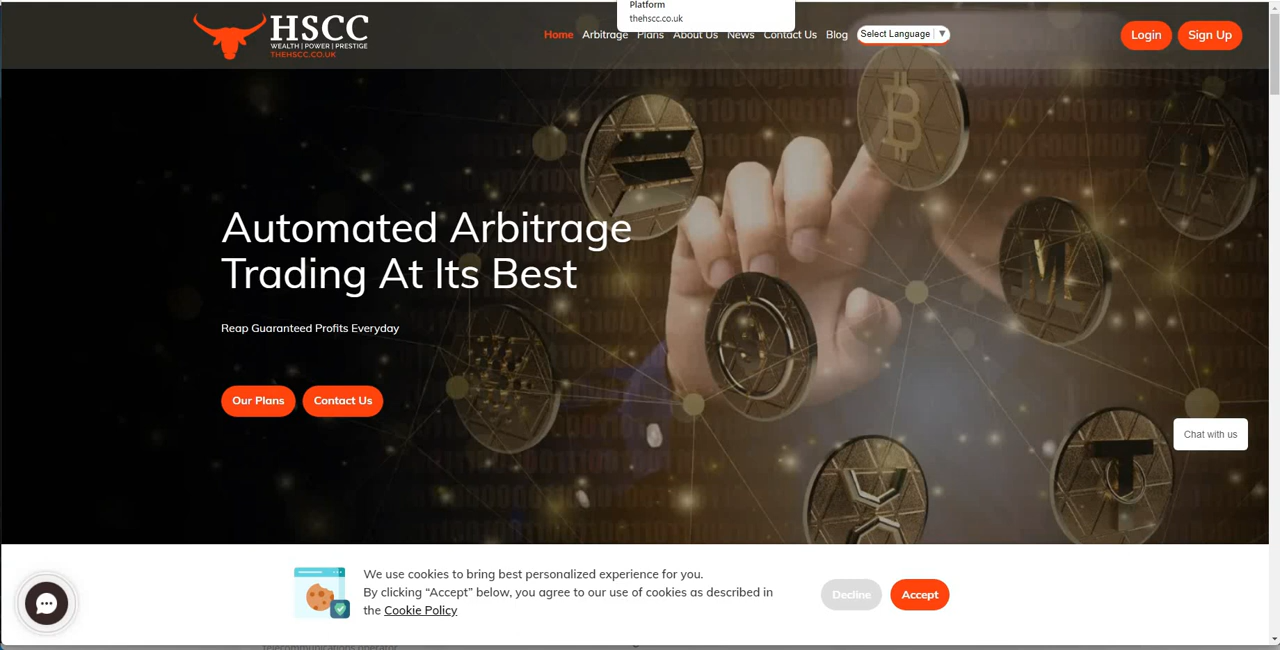 Platform
thehscc.co.uk
HSCC
WEALTH | POWER | PRESTIGE
THEHSCC.CO.UK
Home Arbitrage Plans About Us News Contact Us Blog Select Language ▼ Login Sign Up
Automated Arbitrage
Trading At Its Best
Reap Guaranteed Profits Everyday
Our Plans Contact Us
Chat with us
We use cookies to bring best personalized experience for you.
By clicking “Accept” below, you agree to our use of cookies as described in
the Cookie Policy
Decline Accept